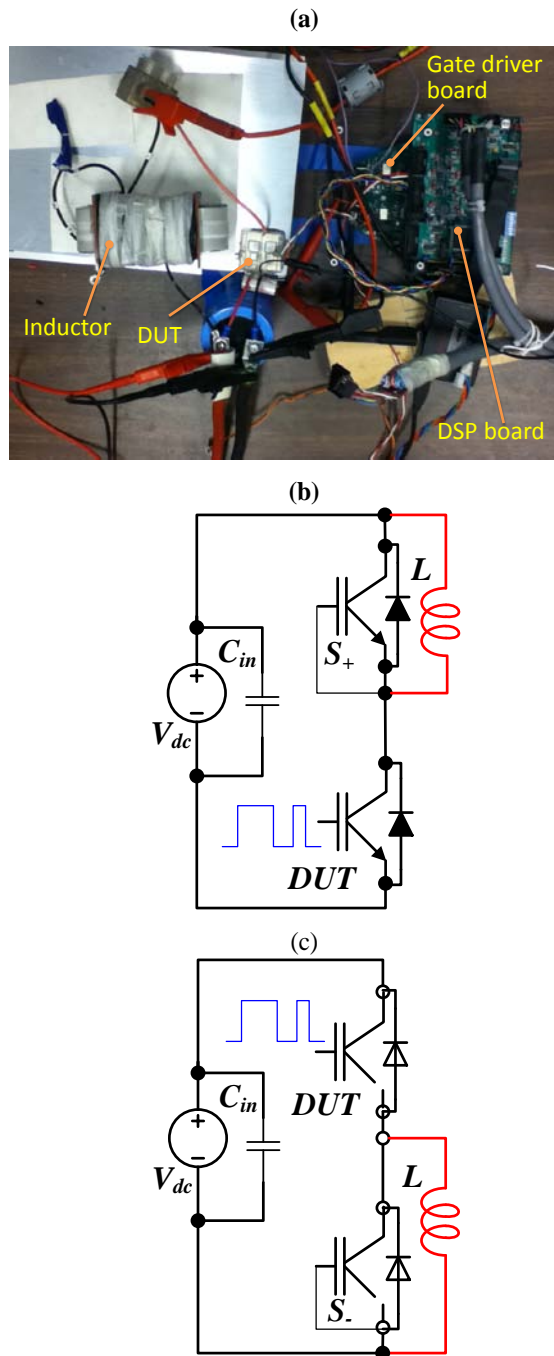 (a)
Gate driver
board
Inductor
DUT
DSP board
(b)
L
S+
Cin
+
−
Vdc
DUT
(c)
DUT
Cin
+
−
Vdc
L
S-